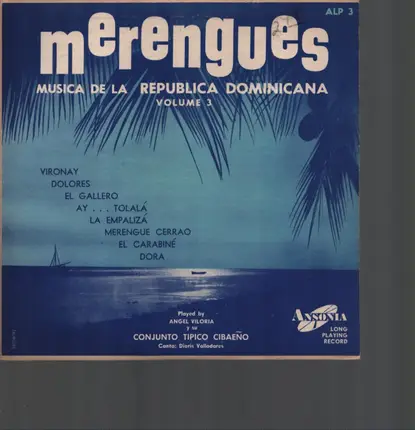 ALP 3
merengues
MUSICA DE LA REPUBLICA DOMINICANA
VOLUME 3
VIRONAY
DOLORES
EL GALLERO
AY . . . TOLALÁ
LA EMPALIZÁ
MERENGUE CERRAO
EL CARABINÉ
DORA
Played by
ANGEL VILORIA
y su
CONJUNTO TIPICO CIBAEÑO
Canta: Dioris Valladares
ANSONIA
LONG
PLAYING
RECORD